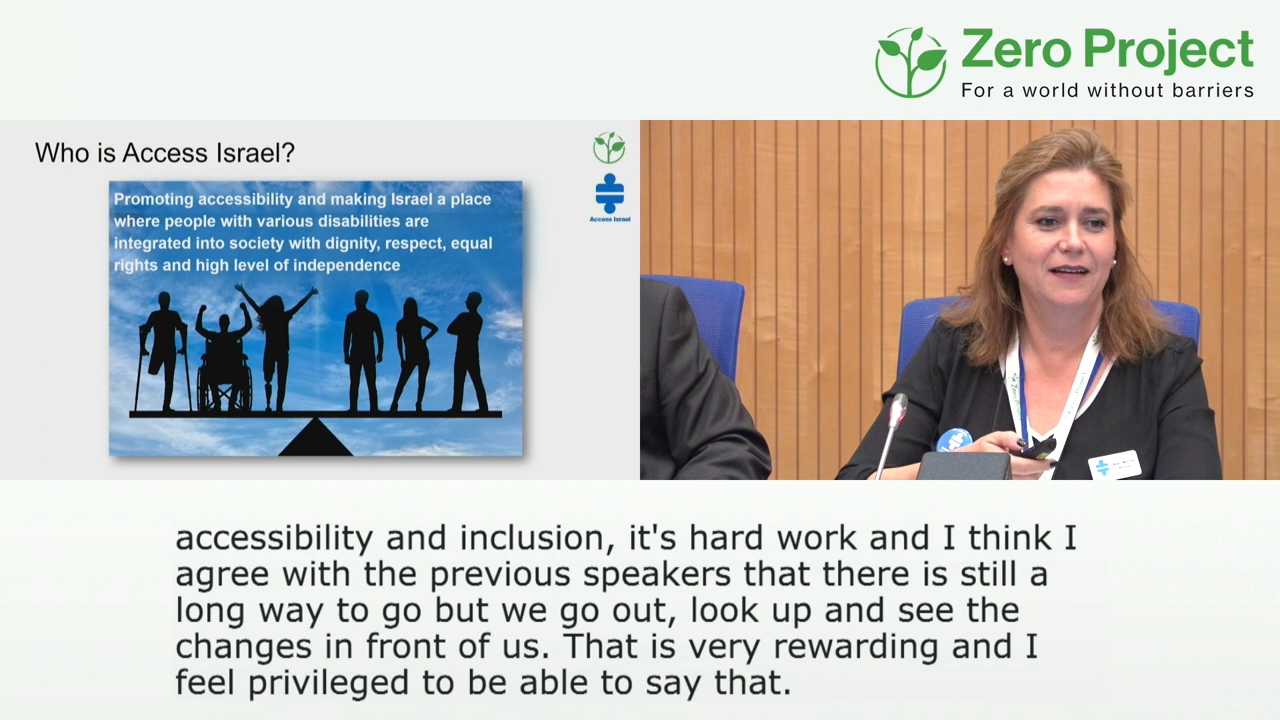 Zero Project
For a world without barriers
Who is Access Israel?
Promoting accessibility and making Israel a place
where people with various disabilities are
integrated into society with dignity, respect, equal
rights and high level of independence
Access Israel
accessibility and inclusion, it's hard work and I think I
agree with the previous speakers that there is still a
long way to go but we go out, look up and see the
changes in front of us. That is very rewarding and I
feel privileged to be able to say that.